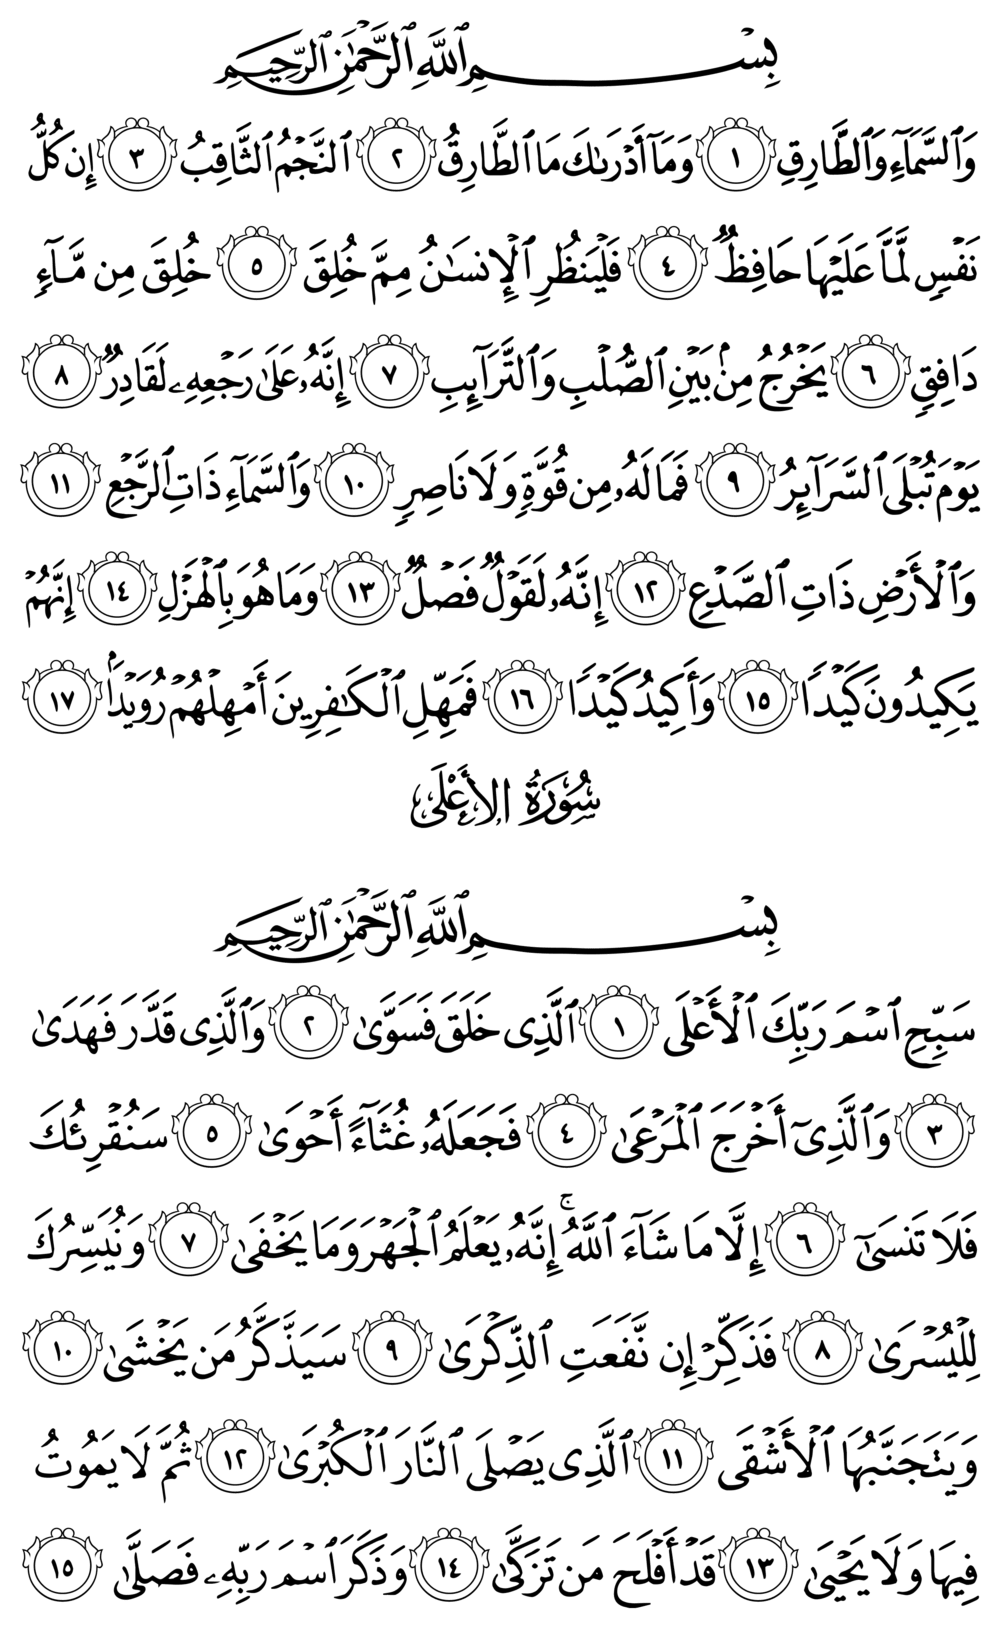 بِسْمِ ٱللَّهِ ٱلرَّحْمَٰنِ ٱلرَّحِيمِ
وَٱلسَّمَآءِ وَٱلطَّارِقِ ١ وَمَآ أَدْرَىٰكَ مَا ٱلطَّارِقُ ٢ ٱلنَّجْمُ ٱلثَّاقِبُ ٣ إِن كُلُّ
نَفْسٍ لَّمَّا عَلَيْهَا حَافِظٌ ٤ فَلْيَنظُرِ ٱلْإِنسَٰنُ مِمَّ خُلِقَ ٥ خُلِقَ مِن مَّآءٍ
دَافِقٍ ٦ يَخْرُجُ مِنۢ بَيْنِ ٱلصُّلْبِ وَٱلتَّرَآئِبِ ٧ إِنَّهُۥ عَلَىٰ رَجْعِهِۦ لَقَادِرٌ ٨
يَوْمَ تُبْلَى ٱلسَّرَآئِرُ ٩ فَمَا لَهُۥ مِن قُوَّةٍ وَلَا نَاصِرٍ ١٠ وَٱلسَّمَآءِ ذَاتِ ٱلرَّجْعِ ١١
وَٱلْأَرْضِ ذَاتِ ٱلصَّدْعِ ١٢ إِنَّهُۥ لَقَوْلٌ فَصْلٌ ١٣ وَمَا هُوَ بِٱلْهَزْلِ ١٤ إِنَّهُمْ
يَكِيدُونَ كَيْدًا ١٥ وَأَكِيدُ كَيْدًا ١٦ فَمَهِّلِ ٱلْكَٰفِرِينَ أَمْهِلْهُمْ رُوَيْدَۢا ١٧
سُورَةُ الأَعْلَى
بِسْمِ ٱللَّهِ ٱلرَّحْمَٰنِ ٱلرَّحِيمِ
سَبِّحِ ٱسْمَ رَبِّكَ ٱلْأَعْلَى ١ ٱلَّذِى خَلَقَ فَسَوَّىٰ ٢ وَٱلَّذِى قَدَّرَ فَهَدَىٰ
٣ وَٱلَّذِىٓ أَخْرَجَ ٱلْمَرْعَىٰ ٤ فَجَعَلَهُۥ غُثَآءً أَحْوَىٰ ٥ سَنُقْرِئُكَ
فَلَا تَنسَىٰٓ ٦ إِلَّا مَا شَآءَ ٱللَّهُ ۚ إِنَّهُۥ يَعْلَمُ ٱلْجَهْرَ وَمَا يَخْفَىٰ ٧ وَنُيَسِّرُكَ
لِلْيُسْرَىٰ ٨ فَذَكِّرْ إِن نَّفَعَتِ ٱلذِّكْرَىٰ ٩ سَيَذَّكَّرُ مَن يَخْشَىٰ ١٠
وَيَتَجَنَّبُهَا ٱلْأَشْقَى ١١ ٱلَّذِى يَصْلَى ٱلنَّارَ ٱلْكُبْرَىٰ ١٢ ثُمَّ لَا يَمُوتُ
فِيهَا وَلَا يَحْيَىٰ ١٣ قَدْ أَفْلَحَ مَن تَزَكَّىٰ ١٤ وَذَكَرَ ٱسْمَ رَبِّهِۦ فَصَلَّىٰ ١٥